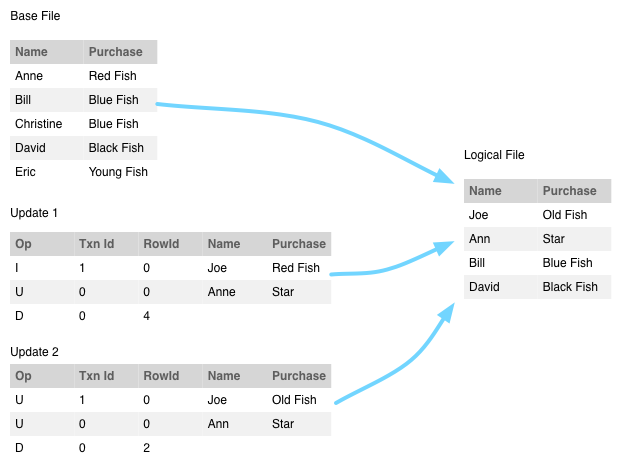 Base File
Name Purchase
Anne Red Fish
Bill Blue Fish
Christine Blue Fish
David Black Fish
Eric Young Fish
Update 1
Op Txn Id RowId Name Purchase
I 1 0 Joe Red Fish
U 0 0 Anne Star
D 0 4
Update 2
Op Txn Id RowId Name Purchase
U 1 0 Joe Old Fish
U 0 0 Ann Star
D 0 2
Logical File
Name Purchase
Joe Old Fish
Ann Star
Bill Blue Fish
David Black Fish